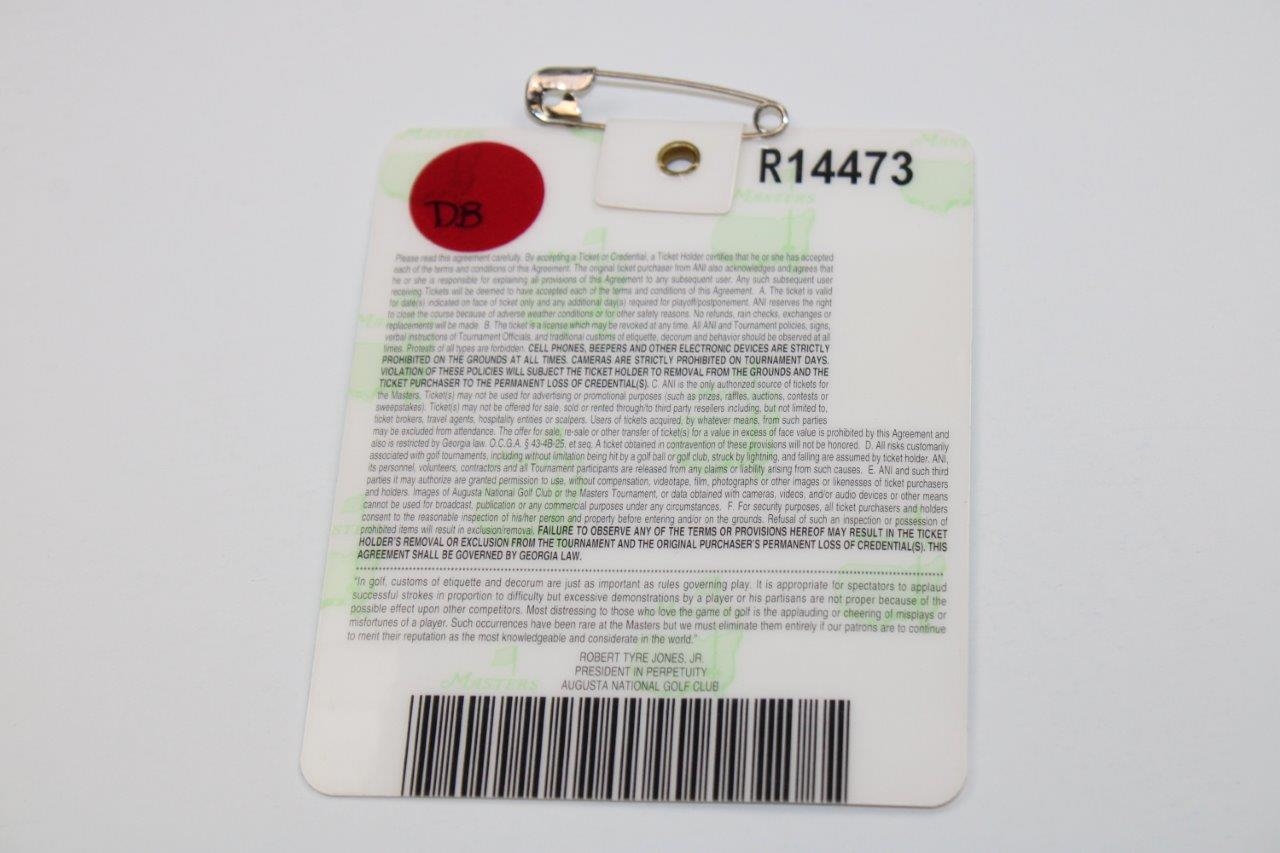 MASTERS
DB
R14473
MASTERS
Please read this agreement carefully. By accepting a Ticket or Credential, a Ticket Holder certifies that he or she has accepted
each of the terms and conditions of this Agreement. The original ticket purchaser from ANI also acknowledges and agrees that
he or she is responsible for explaining all provisions of this Agreement to any subsequent user. Any such subsequent user
receiving Tickets will be deemed to have accepted each of the terms and conditions of this Agreement. A. The ticket is valid
for date(s) indicated on face of ticket only and any additional day(s) required for playoff/postponement. ANI reserves the right
to close the course because of adverse weather conditions or for other safety reasons. No refunds, rain checks, exchanges or
replacements will be made. B. The ticket is a license which may be revoked at any time. All ANI and Tournament policies, signs,
verbal instructions of Tournament Officials, and traditional customs of etiquette, decorum and behavior should be observed at all
times. Protests of all types are forbidden. CELL PHONES, BEEPERS AND OTHER ELECTRONIC DEVICES ARE STRICTLY
PROHIBITED ON THE GROUNDS AT ALL TIMES. CAMERAS ARE STRICTLY PROHIBITED ON TOURNAMENT DAYS.
VIOLATION OF THESE POLICIES WILL SUBJECT THE TICKET HOLDER TO REMOVAL FROM THE GROUNDS AND THE
TICKET PURCHASER TO THE PERMANENT LOSS OF CREDENTIAL(S). C. ANI is the only authorized source of tickets for
the Masters. Ticket(s) may not be used for advertising or promotional purposes (such as prizes, raffles, auctions, contests or
sweepstakes). Ticket(s) may not be offered for sale, sold or rented through/to third party resellers including, but not limited to,
ticket brokers, travel agents, hospitality entities or scalpers. Users of tickets acquired, by whatever means, from such parties
may be excluded from attendance. The offer for sale, re-sale or other transfer of ticket(s) for a value in excess of face value is prohibited by this Agreement and
also is restricted by Georgia law. O.C.G.A. § 43-4B-25, et seq. A ticket obtained in contravention of these provisions will not be honored. D. All risks customarily
associated with golf tournaments, including without limitation being hit by a golf ball or golf club, struck by lightning, and falling are assumed by ticket holder. ANI,
its personnel, volunteers, contractors and all Tournament participants are released from any claims or liability arising from such causes. E. ANI and such third
parties it may authorize are granted permission to use, without compensation, videotape, film, photographs or other images or likenesses of ticket purchasers
and holders. Images of Augusta National Golf Club or the Masters Tournament, or data obtained with cameras, videos, and/or audio devices or other means
cannot be used for broadcast, publication or any commercial purposes under any circumstances. F. For security purposes, all ticket purchasers and holders
consent to the reasonable inspection of his/her person and property before entering and/or on the grounds. Refusal of such an inspection or possession of
prohibited items will result in exclusion/removal. FAILURE TO OBSERVE ANY OF THE TERMS OR PROVISIONS HEREOF MAY RESULT IN THE TICKET
HOLDER'S REMOVAL OR EXCLUSION FROM THE TOURNAMENT AND THE ORIGINAL PURCHASER'S PERMANENT LOSS OF CREDENTIAL(S). THIS
AGREEMENT SHALL BE GOVERNED BY GEORGIA LAW.
"In golf, customs of etiquette and decorum are just as important as rules governing play. It is appropriate for spectators to applaud
successful strokes in proportion to difficulty but excessive demonstrations by a player or his partisans are not proper because of the
possible effect upon other competitors. Most distressing to those who love the game of golf is the applauding or cheering of misplays or
misfortunes of a player. Such occurrences have been rare at the Masters but we must eliminate them entirely if our patrons are to continue
to merit their reputation as the most knowledgeable and considerate in the world."
ROBERT TYRE JONES, JR.
PRESIDENT IN PERPETUITY
AUGUSTA NATIONAL GOLF CLUB
MASTERS